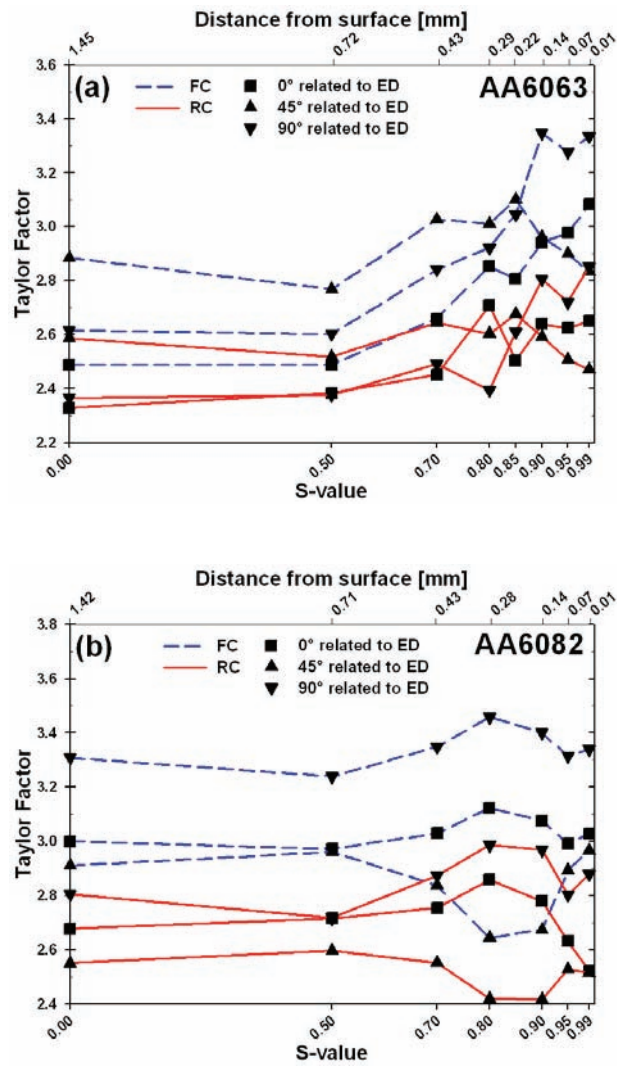 Distance from surface [mm]
1.45 0.72 0.43 0.29 0.22 0.14 0.07 0.01
3.6
(a) FC 0° related to ED AA6063
RC 45° related to ED
90° related to ED
3.4
3.2
3.0
2.8
2.6
2.4
2.2
Taylor Factor
0.00 0.50 0.70 0.80 0.85 0.90 0.95 0.99
S-value
Distance from surface [mm]
1.42 0.71 0.43 0.28 0.14 0.07 0.01
3.8
(b) FC 0° related to ED AA6082
RC 45° related to ED
90° related to ED
3.6
3.4
3.2
3.0
2.8
2.6
2.4
Taylor Factor
0.00 0.50 0.70 0.80 0.90 0.95 0.99
S-value